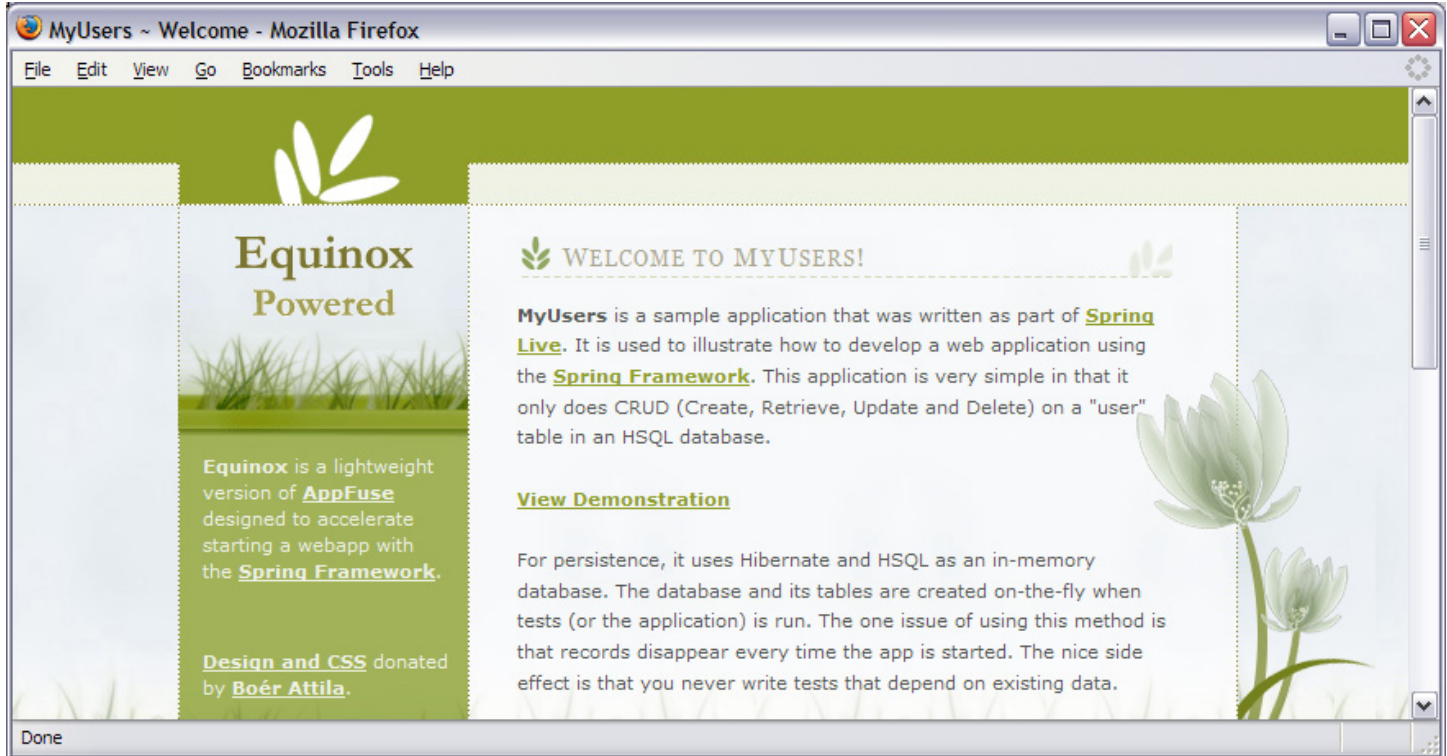 MyUsers ~ Welcome - Mozilla Firefox
File Edit View Go Bookmarks Tools Help
Equinox
Powered
Equinox is a lightweight
version of AppFuse
designed to accelerate
starting a webapp with
the Spring Framework.
Design and CSS donated
by Boér Attila.
WELCOME TO MYUSERS!
MyUsers is a sample application that was written as part of Spring
Live. It is used to illustrate how to develop a web application using
the Spring Framework. This application is very simple in that it
only does CRUD (Create, Retrieve, Update and Delete) on a "user"
table in an HSQL database.
View Demonstration
For persistence, it uses Hibernate and HSQL as an in-memory
database. The database and its tables are created on-the-fly when
tests (or the application) is run. The one issue of using this method is
that records disappear every time the app is started. The nice side
effect is that you never write tests that depend on existing data.
Done